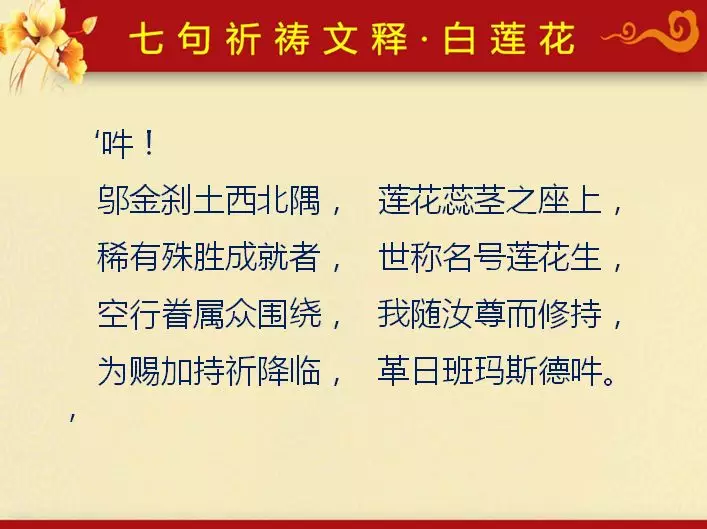 七句祈祷文释·白莲花
‘吽！
邬金刹土西北隅， 莲花蕊茎之座上，
稀有殊胜成就者， 世称名号莲花生，
空行眷属众围绕， 我随汝尊而修持，
为赐加持祈降临， 革日班玛斯德吽。
，